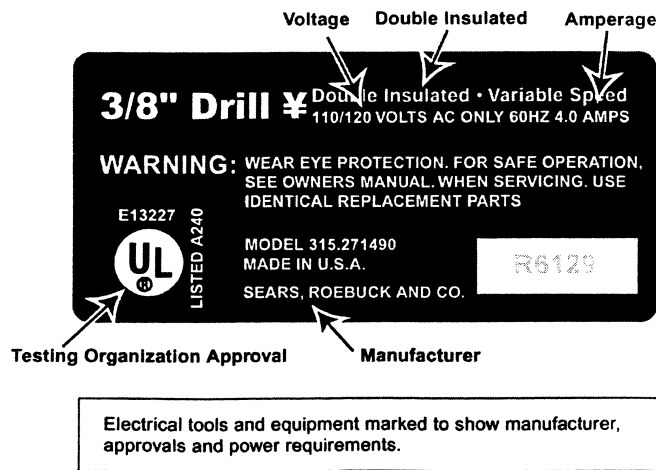 Voltage Double Insulated Amperage
3/8" Drill ¥ Double Insulated • Variable Speed
110/120 VOLTS AC ONLY 60HZ 4.0 AMPS
WARNING: WEAR EYE PROTECTION. FOR SAFE OPERATION,
SEE OWNERS MANUAL. WHEN SERVICING. USE
IDENTICAL REPLACEMENT PARTS
E13227
UL
®
LISTED A240
MODEL 315.271490
MADE IN U.S.A.
SEARS, ROEBUCK AND CO.
R6129
Testing Organization Approval Manufacturer
Electrical tools and equipment marked to show manufacturer,
approvals and power requirements.